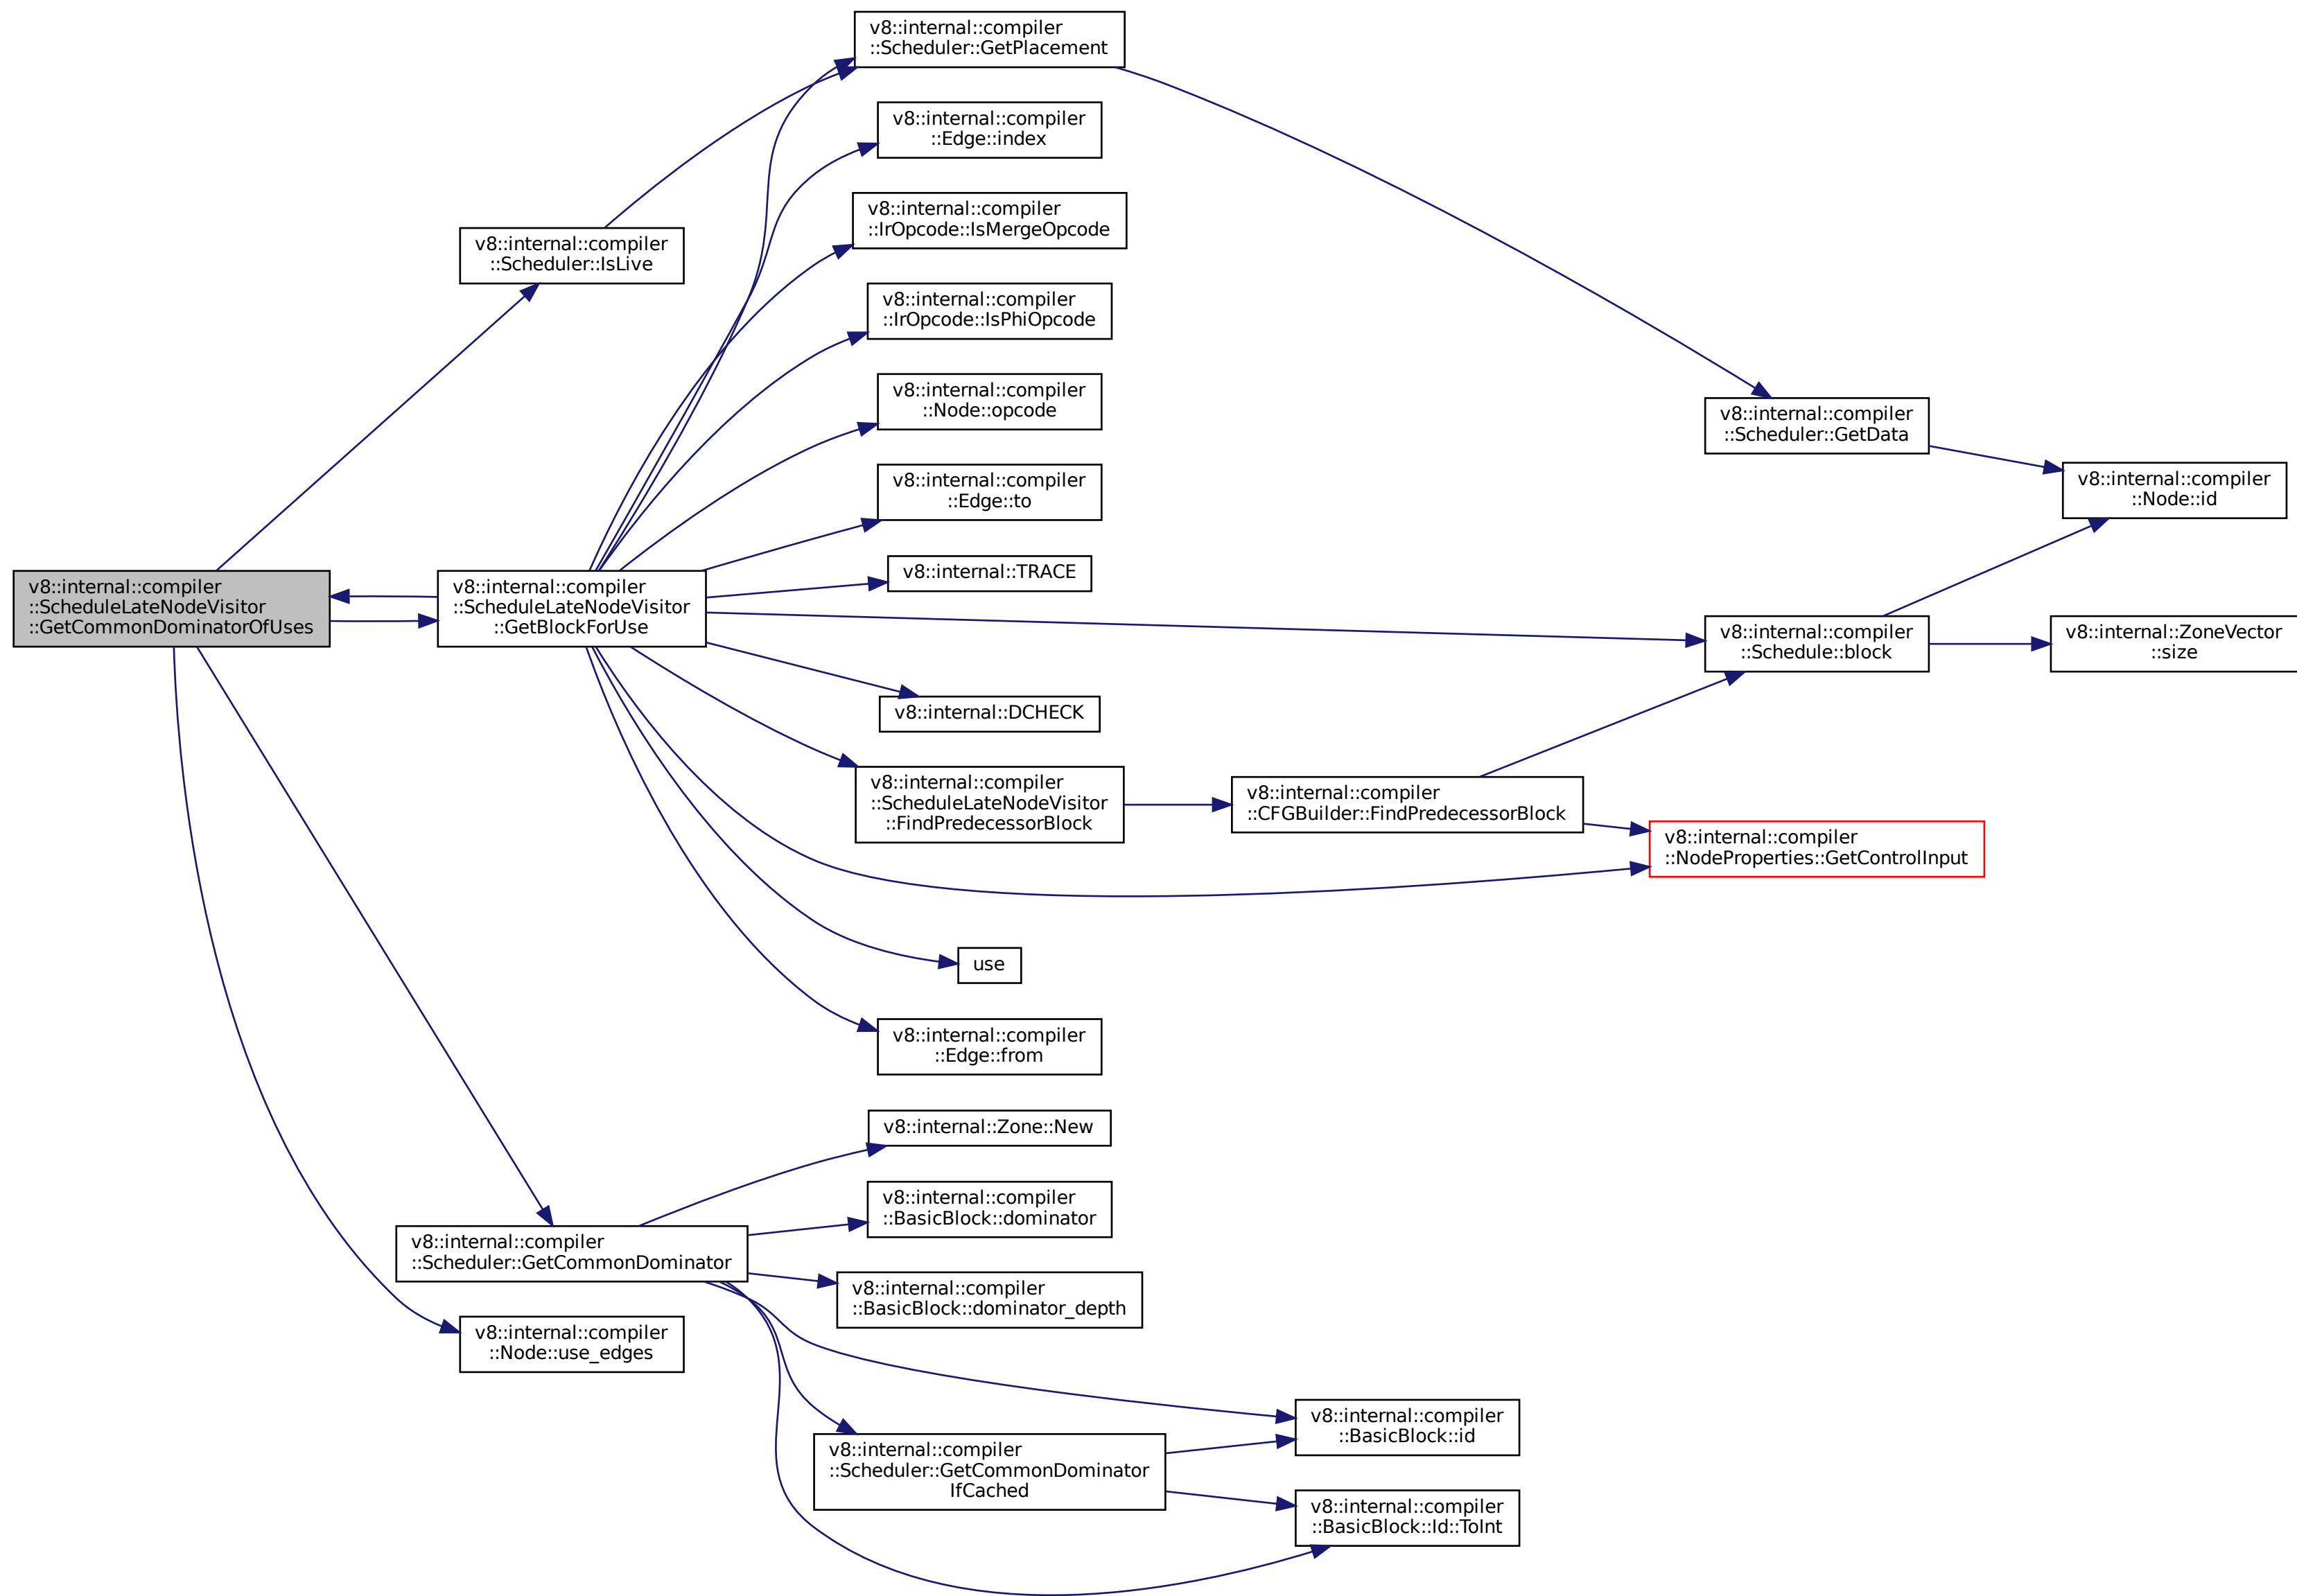 v8::internal::compiler
::ScheduleLateNodeVisitor
::GetCommonDominatorOfUses
v8::internal::compiler
::Scheduler::IsLive
v8::internal::compiler
::ScheduleLateNodeVisitor
::GetBlockForUse
v8::internal::compiler
::Scheduler::GetCommonDominator
v8::internal::compiler
::Node::use_edges
v8::internal::compiler
::Scheduler::GetPlacement
v8::internal::compiler
::Edge::index
v8::internal::compiler
::IrOpcode::IsMergeOpcode
v8::internal::compiler
::IrOpcode::IsPhiOpcode
v8::internal::compiler
::Node::opcode
v8::internal::compiler
::Edge::to
v8::internal::TRACE
v8::internal::DCHECK
v8::internal::compiler
::ScheduleLateNodeVisitor
::FindPredecessorBlock
use
v8::internal::compiler
::Edge::from
v8::internal::Zone::New
v8::internal::compiler
::BasicBlock::dominator
v8::internal::compiler
::BasicBlock::dominator_depth
v8::internal::compiler
::Scheduler::GetCommonDominator
IfCached
v8::internal::compiler
::CFGBuilder::FindPredecessorBlock
v8::internal::compiler
::BasicBlock::id
v8::internal::compiler
::BasicBlock::Id::ToInt
v8::internal::compiler
::Scheduler::GetData
v8::internal::compiler
::Schedule::block
v8::internal::compiler
::NodeProperties::GetControlInput
v8::internal::compiler
::Node::id
v8::internal::ZoneVector
::size